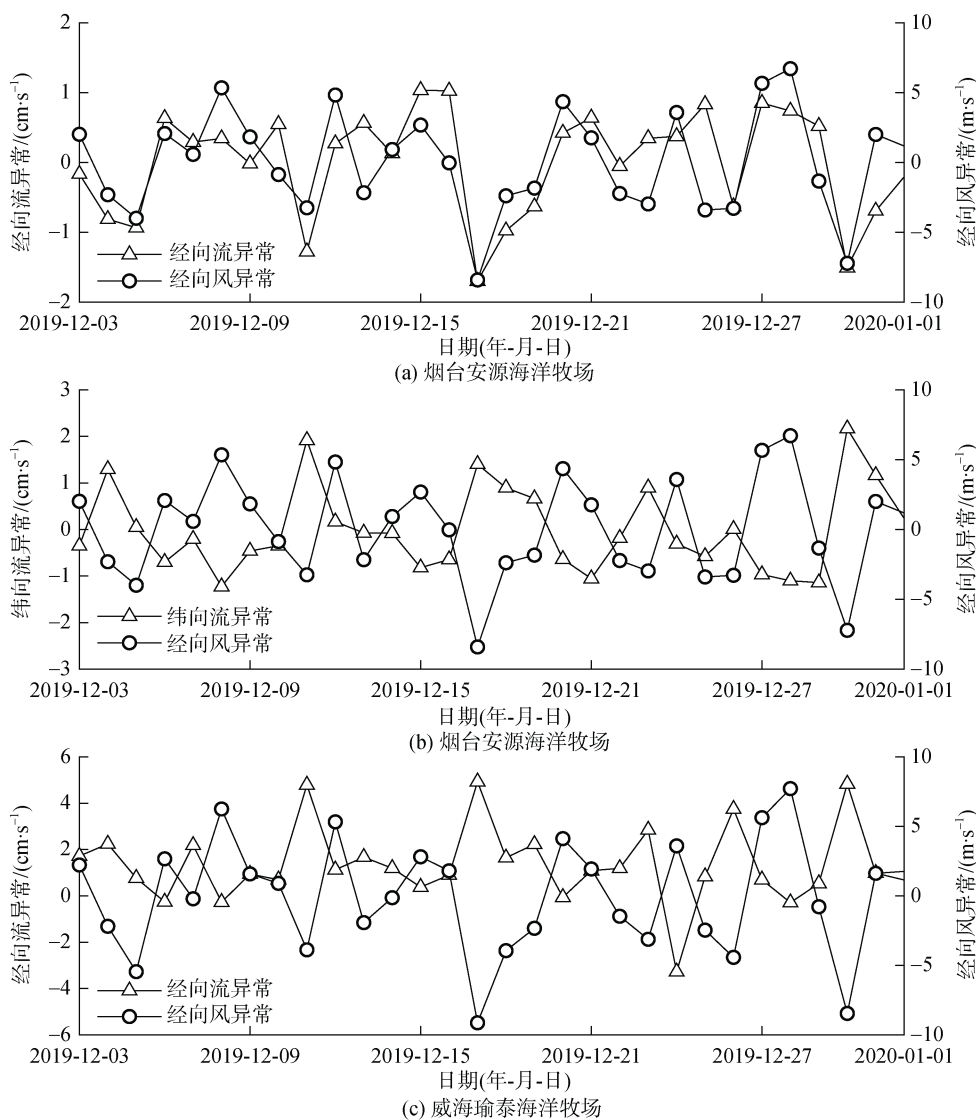 2
1
0
−1
−2
10
5
0
−5
−10
经向流异常/(cm·s⁻¹)
经向风异常/(m·s⁻¹)
经向流异常
经向风异常
2019-12-03 2019-12-09 2019-12-15 2019-12-21 2019-12-27 2020-01-01
日期(年-月-日)
(a) 烟台安源海洋牧场
3
2
1
0
−1
−2
−3
10
5
0
−5
−10
纬向流异常/(cm·s⁻¹)
经向风异常/(m·s⁻¹)
纬向流异常
经向风异常
2019-12-03 2019-12-09 2019-12-15 2019-12-21 2019-12-27 2020-01-01
日期(年-月-日)
(b) 烟台安源海洋牧场
6
4
2
0
−2
−4
−6
10
5
0
−5
−10
经向流异常/(cm·s⁻¹)
经向风异常/(m·s⁻¹)
经向流异常
经向风异常
2019-12-03 2019-12-09 2019-12-15 2019-12-21 2019-12-27 2020-01-01
日期(年-月-日)
(c) 威海瑜泰海洋牧场